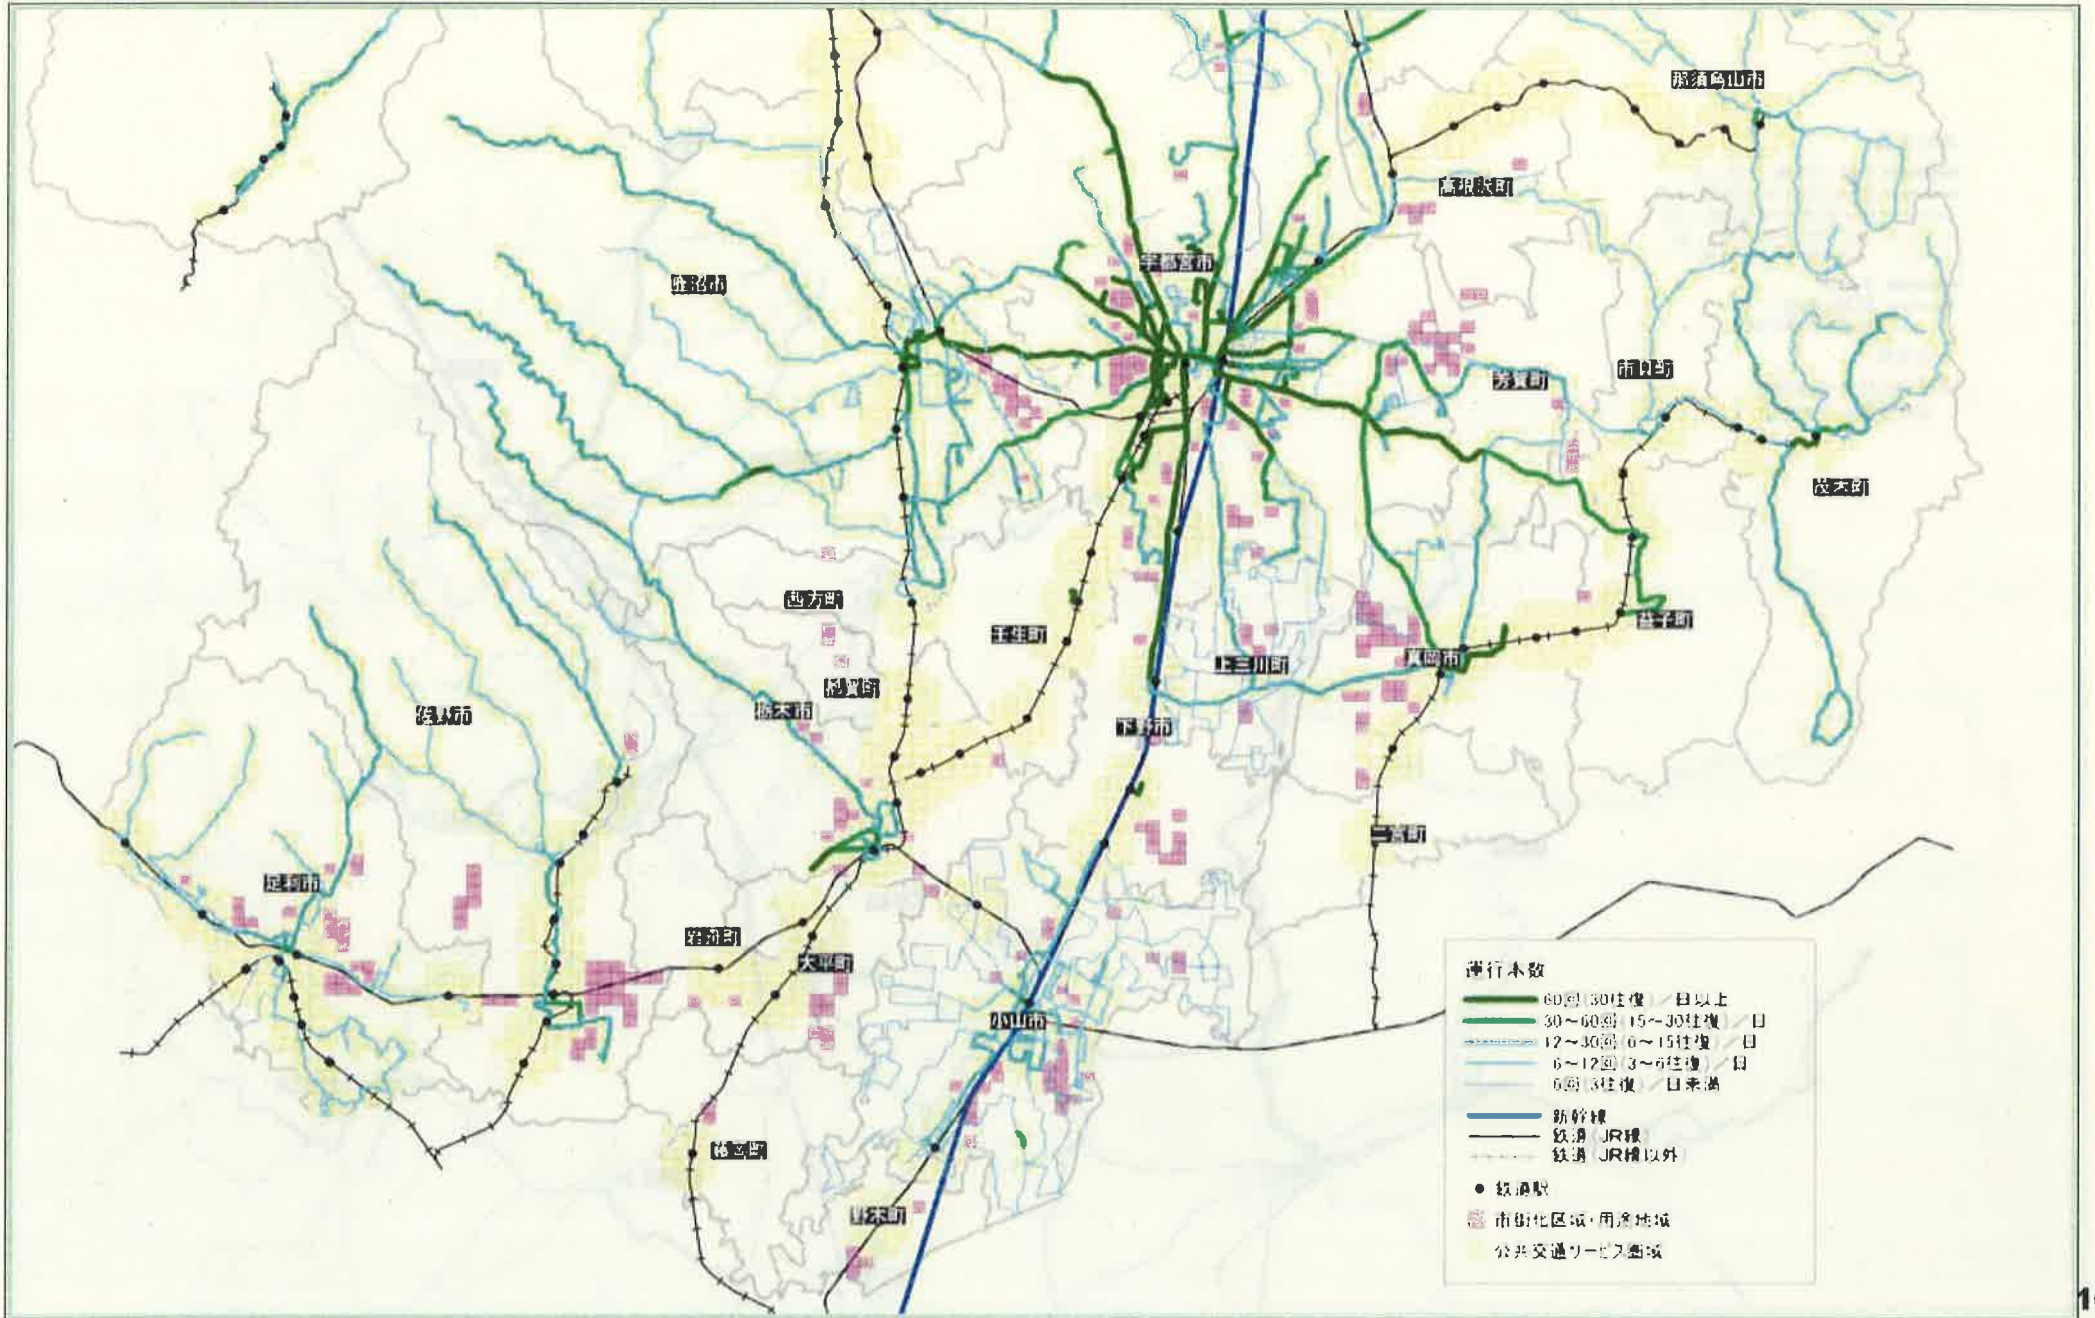 那須烏山市
高根沢町
宇都宮市
鹿沼市
市貝町
芳賀町
茂木町
西方町
益子町
壬生町
真岡市
上三川町
都賀町
栃木市
佐野市
下野市
二宮町
足利市
岩舟町
大平町
小山市
藤岡町
野木町
運行本数
60回(30往復)/日以上
30～60回(15～30往復)/日
12～30回(6～15往復)/日
6～12回(3～6往復)/日
6回(3往復)/日未満
新幹線
鉄道(JR線)
鉄道(JR線以外)
鉄道駅
市街化区域・用途地域
公共交通サービス圏域